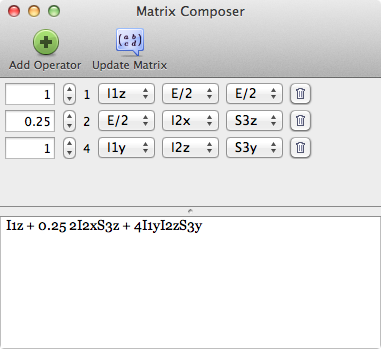 Matrix Composer
(a b
c d)
Add Operator Update Matrix
1 1 I1z E/2 E/2
0.25 2 E/2 I2x S3z
1 4 I1y I2z S3y
I1z + 0.25 2I2xS3z + 4I1yI2zS3y